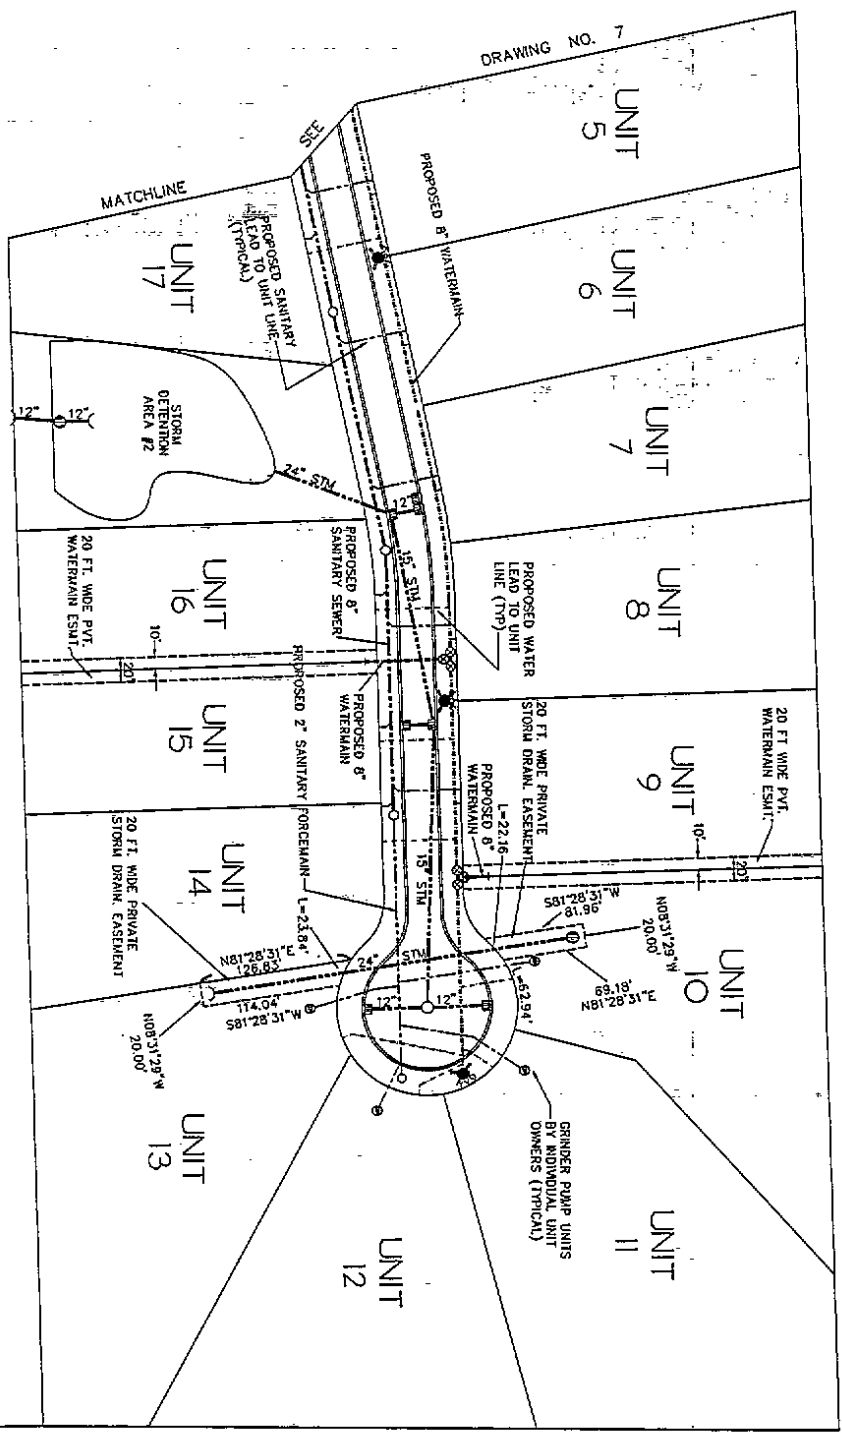 SEE DRAWING NO. 7
MATCHLINE
UNIT
5
UNIT
6
UNIT
7
UNIT
8
UNIT
9
UNIT
10
UNIT
11
UNIT
12
UNIT
13
UNIT
14
UNIT
15
UNIT
16
UNIT
17
PROPOSED 8" WATERMAIN
PROPOSED SANITARY
LEAD TO UNIT LINE
(TYPICAL)
STORM
DETENTION
AREA #2
12"
12"
24" STM
12"
15" STM
PROPOSED 8"
SANITARY SEWER
PROPOSED WATER
LEAD TO UNIT
LINE (TYP)
20 FT. WIDE PVT.
WATERMAIN ESMT.
10'
20'
PROPOSED 8"
WATERMAIN
PROPOSED 2" SANITARY FORCEMAIN
20 FT. WIDE PRIVATE
STORM DRAIN. EASEMENT
L=22.16
PROPOSED 8"
WATERMAIN
20 FT WIDE PVT.
WATERMAIN ESMT.
10'
20'
15" STM
20 FT. WIDE PRIVATE
STORM DRAIN. EASEMENT
L=23.84'
N81°28'31"E
126.83'
24" STM
114.04'
S81°28'31"W
N08°31'29"W
20.00'
S81°28'31"W
81.96'
N08°31'29"W
20.00'
69.18'
N81°28'31"E
L=62.94'
12"
12"
GRINDER PUMP UNITS
BY INDIVIDUAL UNIT
OWNERS (TYPICAL)